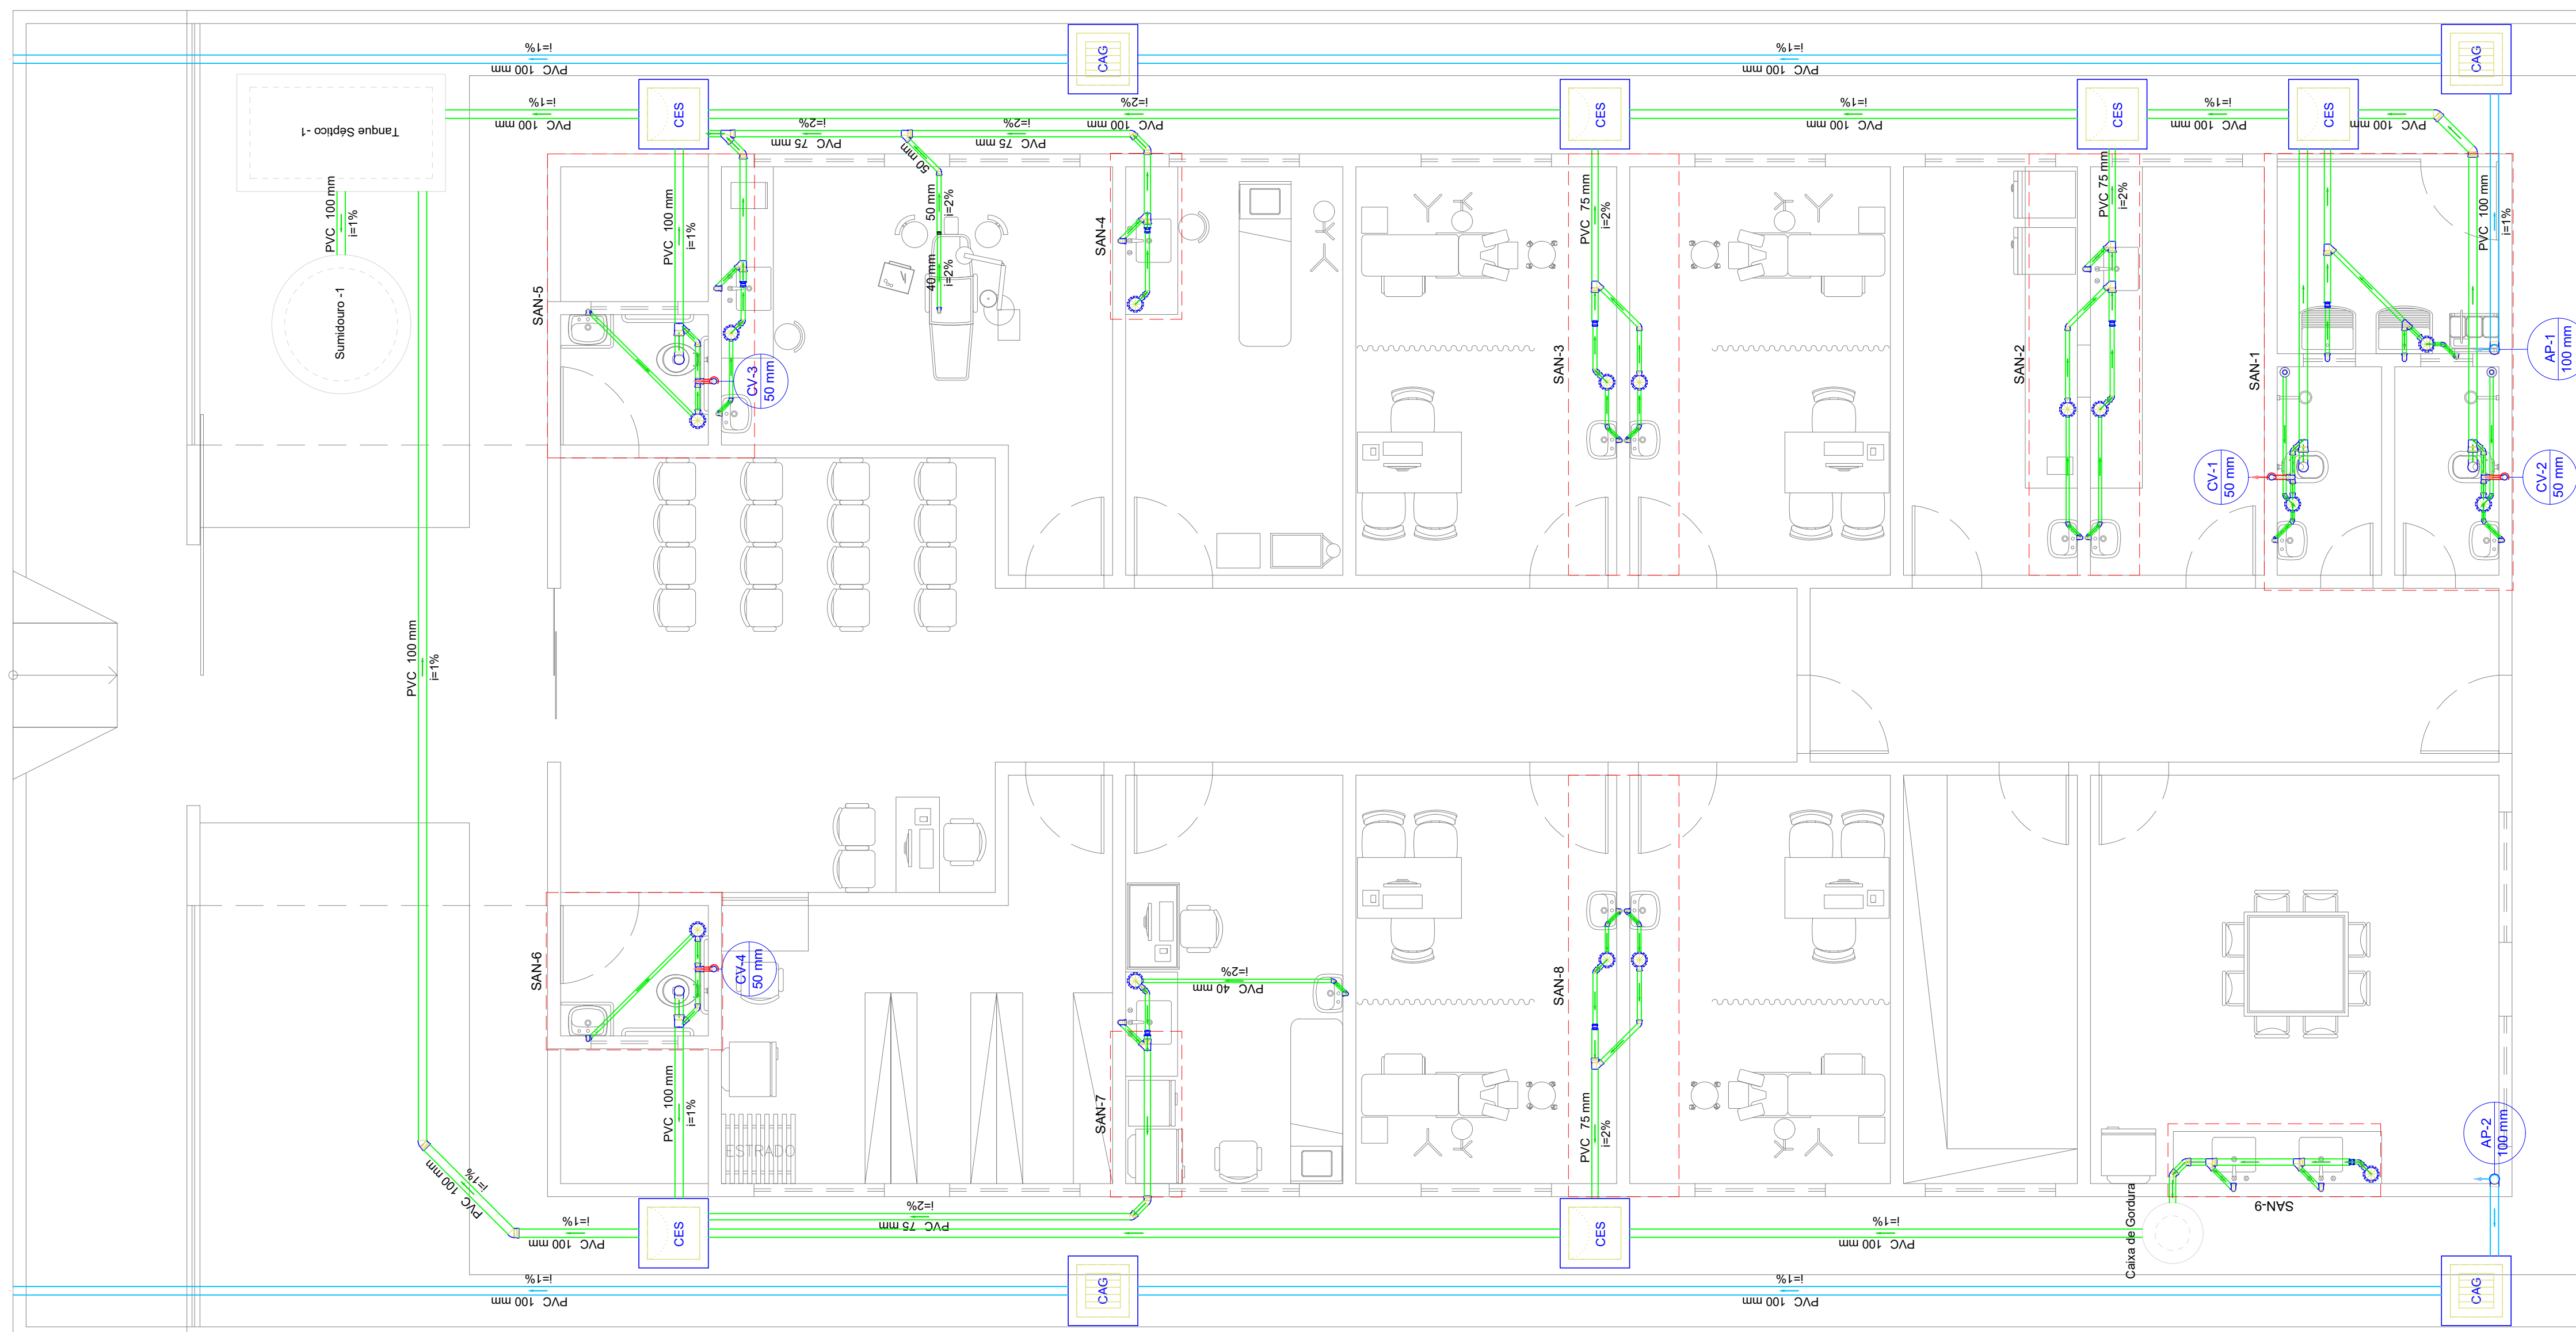 i=1%
PVC 100 mm
CAG
i=1%
PVC 100 mm
CAG
Tanque Séptico -1
i=1%
PVC 100 mm
CES
i=2%
PVC 100 mm
CES
i=1%
PVC 100 mm
CES
i=1%
PVC 100 mm
CES
PVC 100 mm
i=2%
PVC 75 mm
50 mm
i=2%
PVC 75 mm
PVC 100 mm
i=1%
Sumidouro -1
SAN-5
PVC 100 mm
i=1%
50 mm
i=2%
40 mm
i=2%
SAN-4
PVC 75 mm
i=2%
SAN-3
PVC 75 mm
i=2%
SAN-2
SAN-1
PVC 100 mm
i=1%
AP-1
100 mm
CV-3
50 mm
CV-1
50 mm
CV-2
50 mm
PVC 100 mm
i=1%
SAN-6
CV-4
50 mm
PVC 100 mm
i=1%
ESTRADO
i=2%
PVC 40 mm
SAN-7
SAN-8
PVC 75 mm
i=2%
AP-2
100 mm
SAN-9
Caixa de Gordura
i=1%
PVC 100 mm
i=1%
PVC 100 mm
CES
i=2%
PVC 75 mm
CES
i=1%
PVC 100 mm
i=1%
PVC 100 mm
CAG
i=1%
PVC 100 mm
CAG